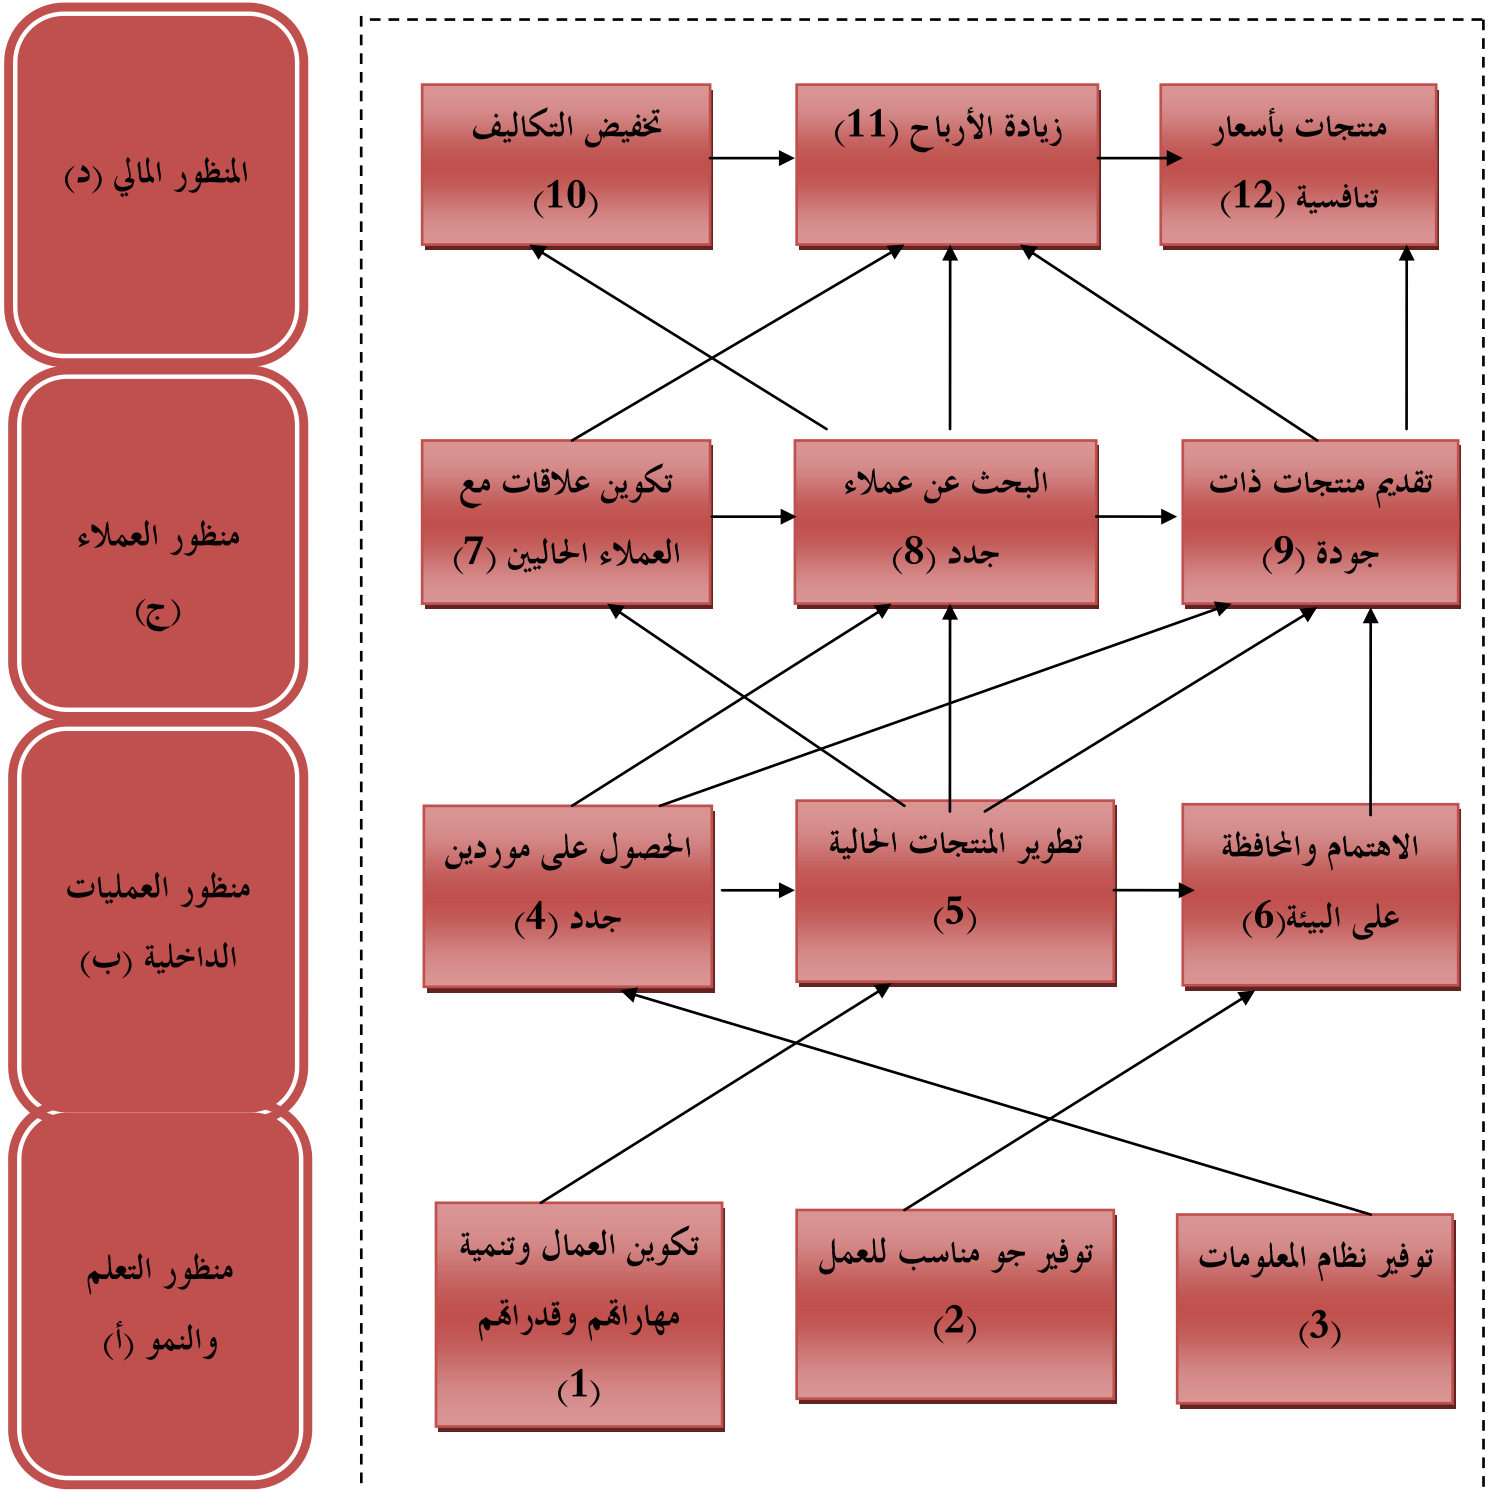 المنظور المالي (د)
تخفيض التكاليف
(10)
زيادة الأرباح (11)
منتجات بأسعار
تنافسية (12)
منظور العملاء
(ج)
تكوين علاقات مع
العملاء الحاليين (7)
البحث عن عملاء
جدد (8)
تقديم منتجات ذات
جودة (9)
منظور العمليات
الداخلية (ب)
الحصول على موردين
جدد (4)
تطوير المنتجات الحالية
(5)
الاهتمام والمحافظة
على البيئة(6)
منظور التعلم
والنمو (أ)
تكوين العمال وتنمية
مهاراتهم وقدراتهم
(1)
توفير جو مناسب للعمل
(2)
توفير نظام المعلومات
(3)